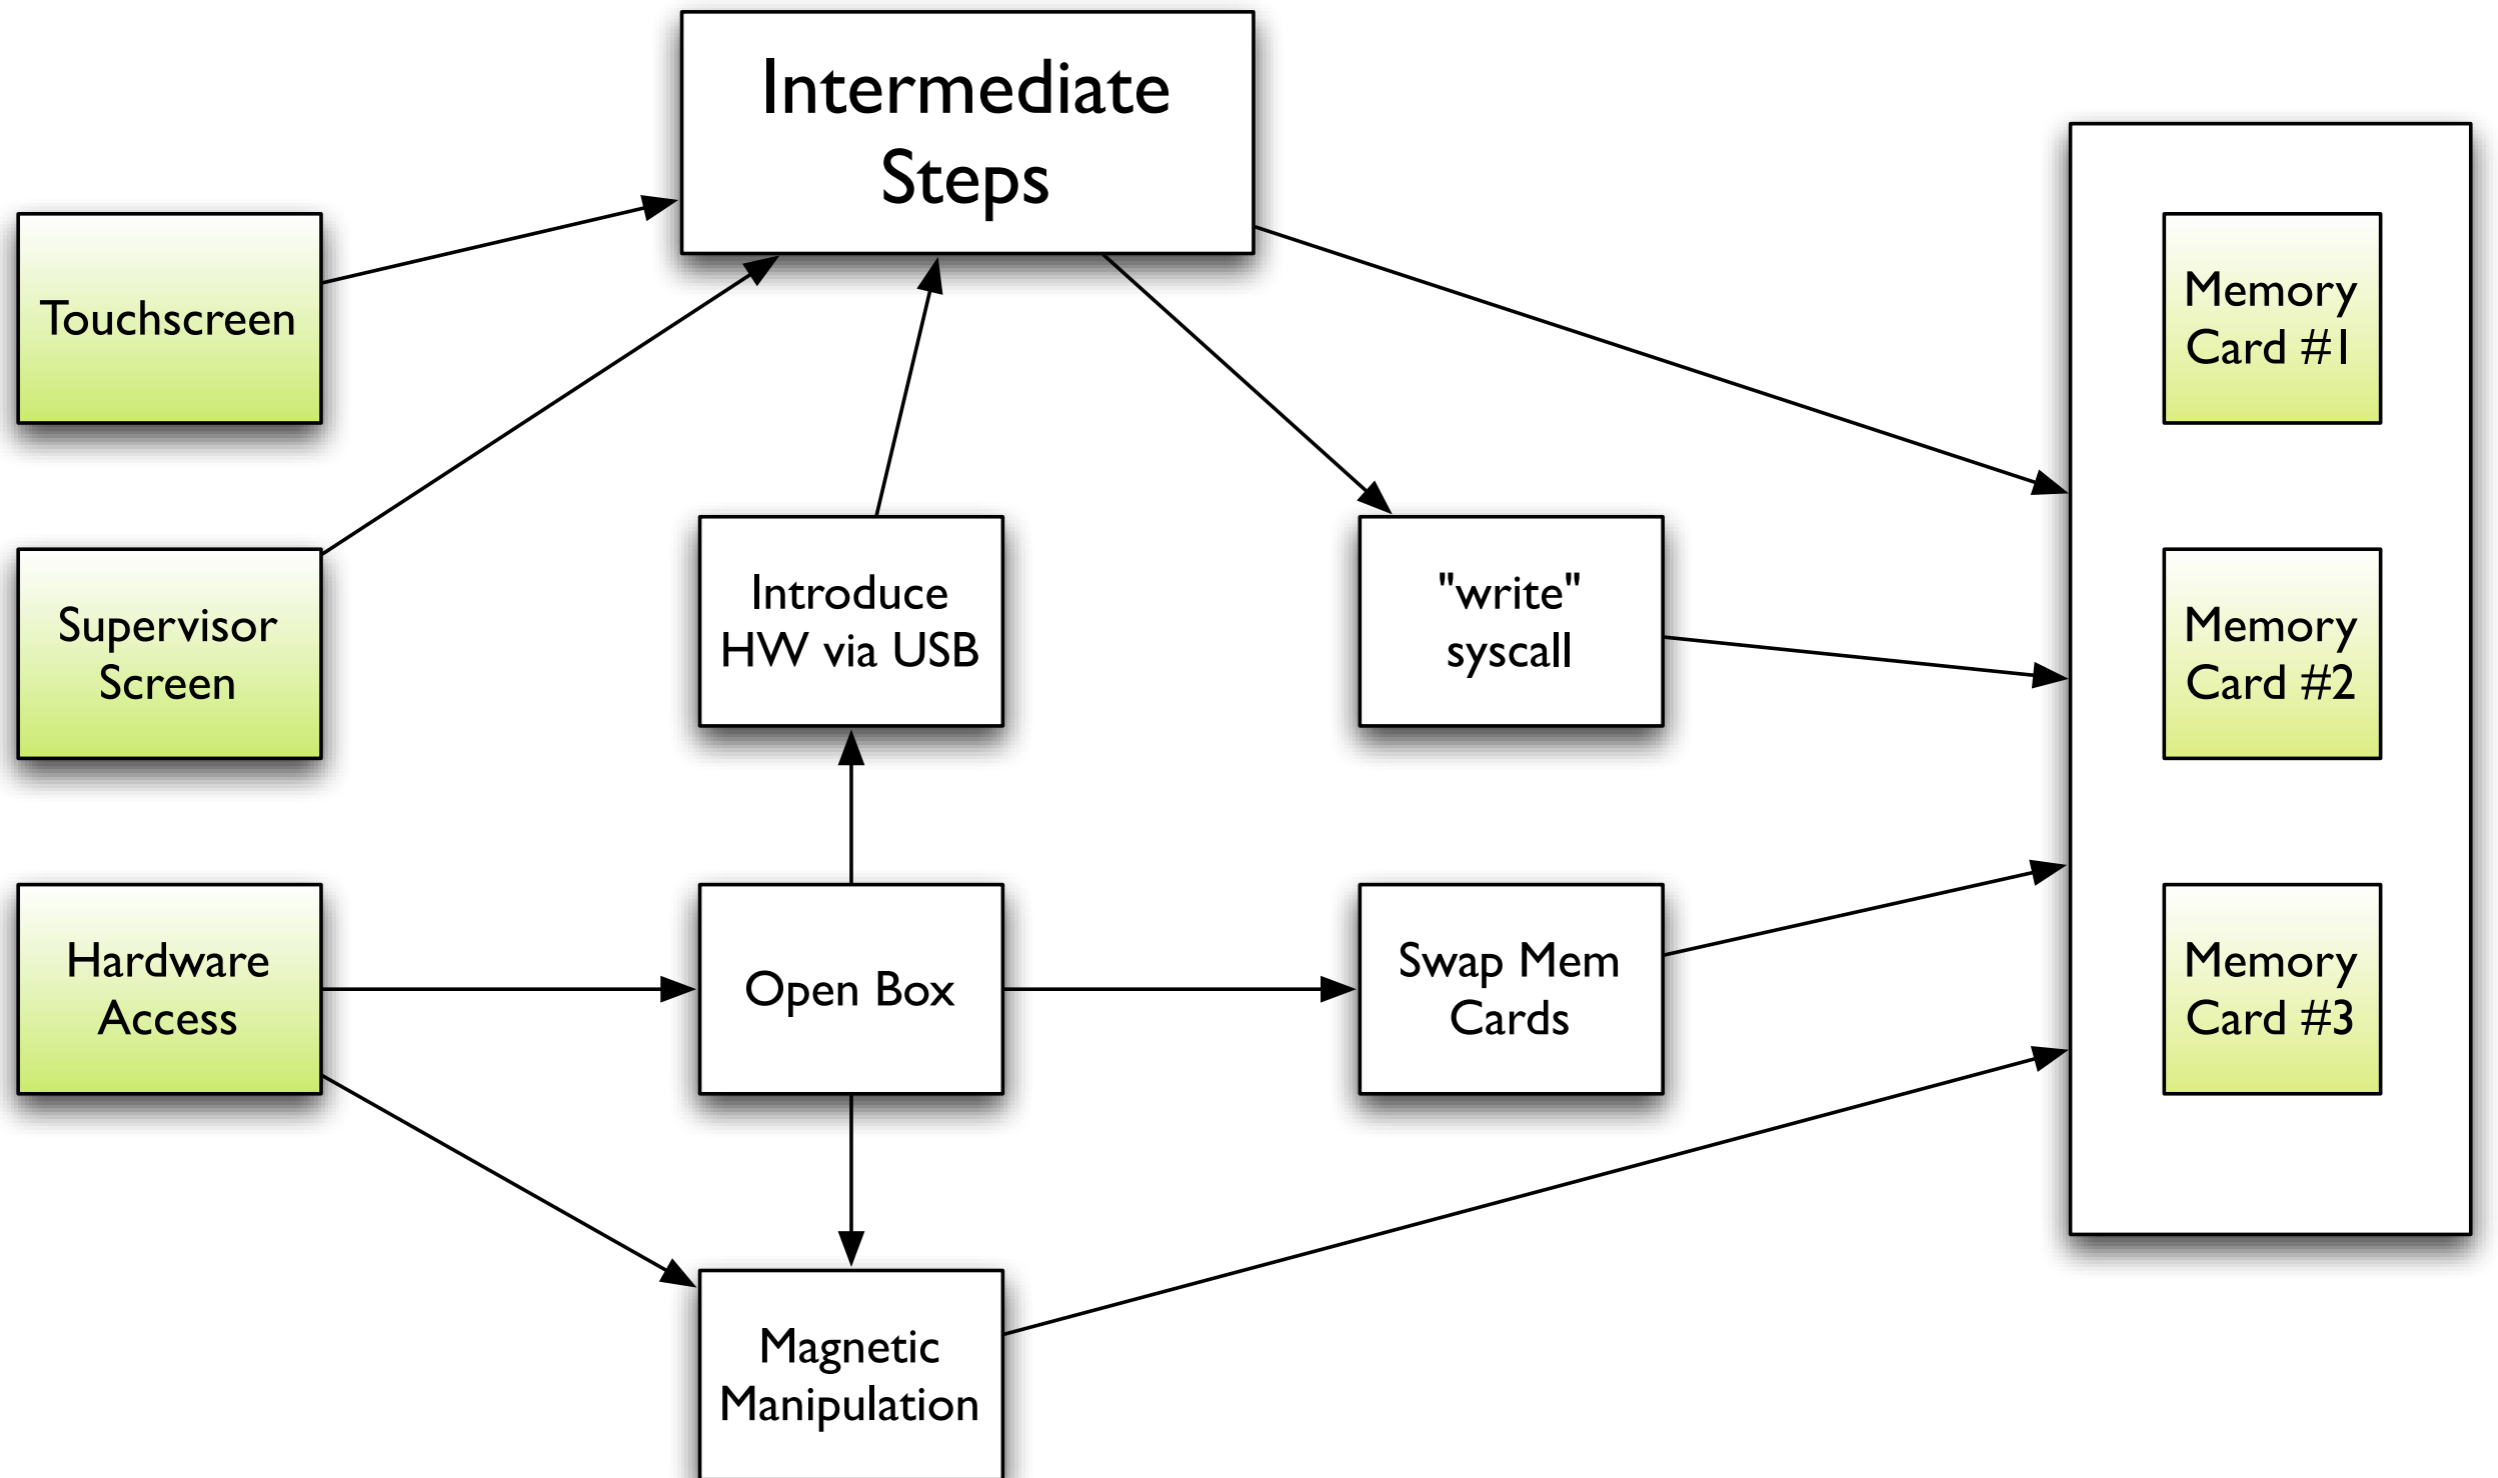 Intermediate
Steps
Touchscreen
Memory
Card #1
Supervisor
Screen
Introduce
HW via USB
"write"
syscall
Memory
Card #2
Hardware
Access
Open Box
Swap Mem
Cards
Memory
Card #3
Magnetic
Manipulation